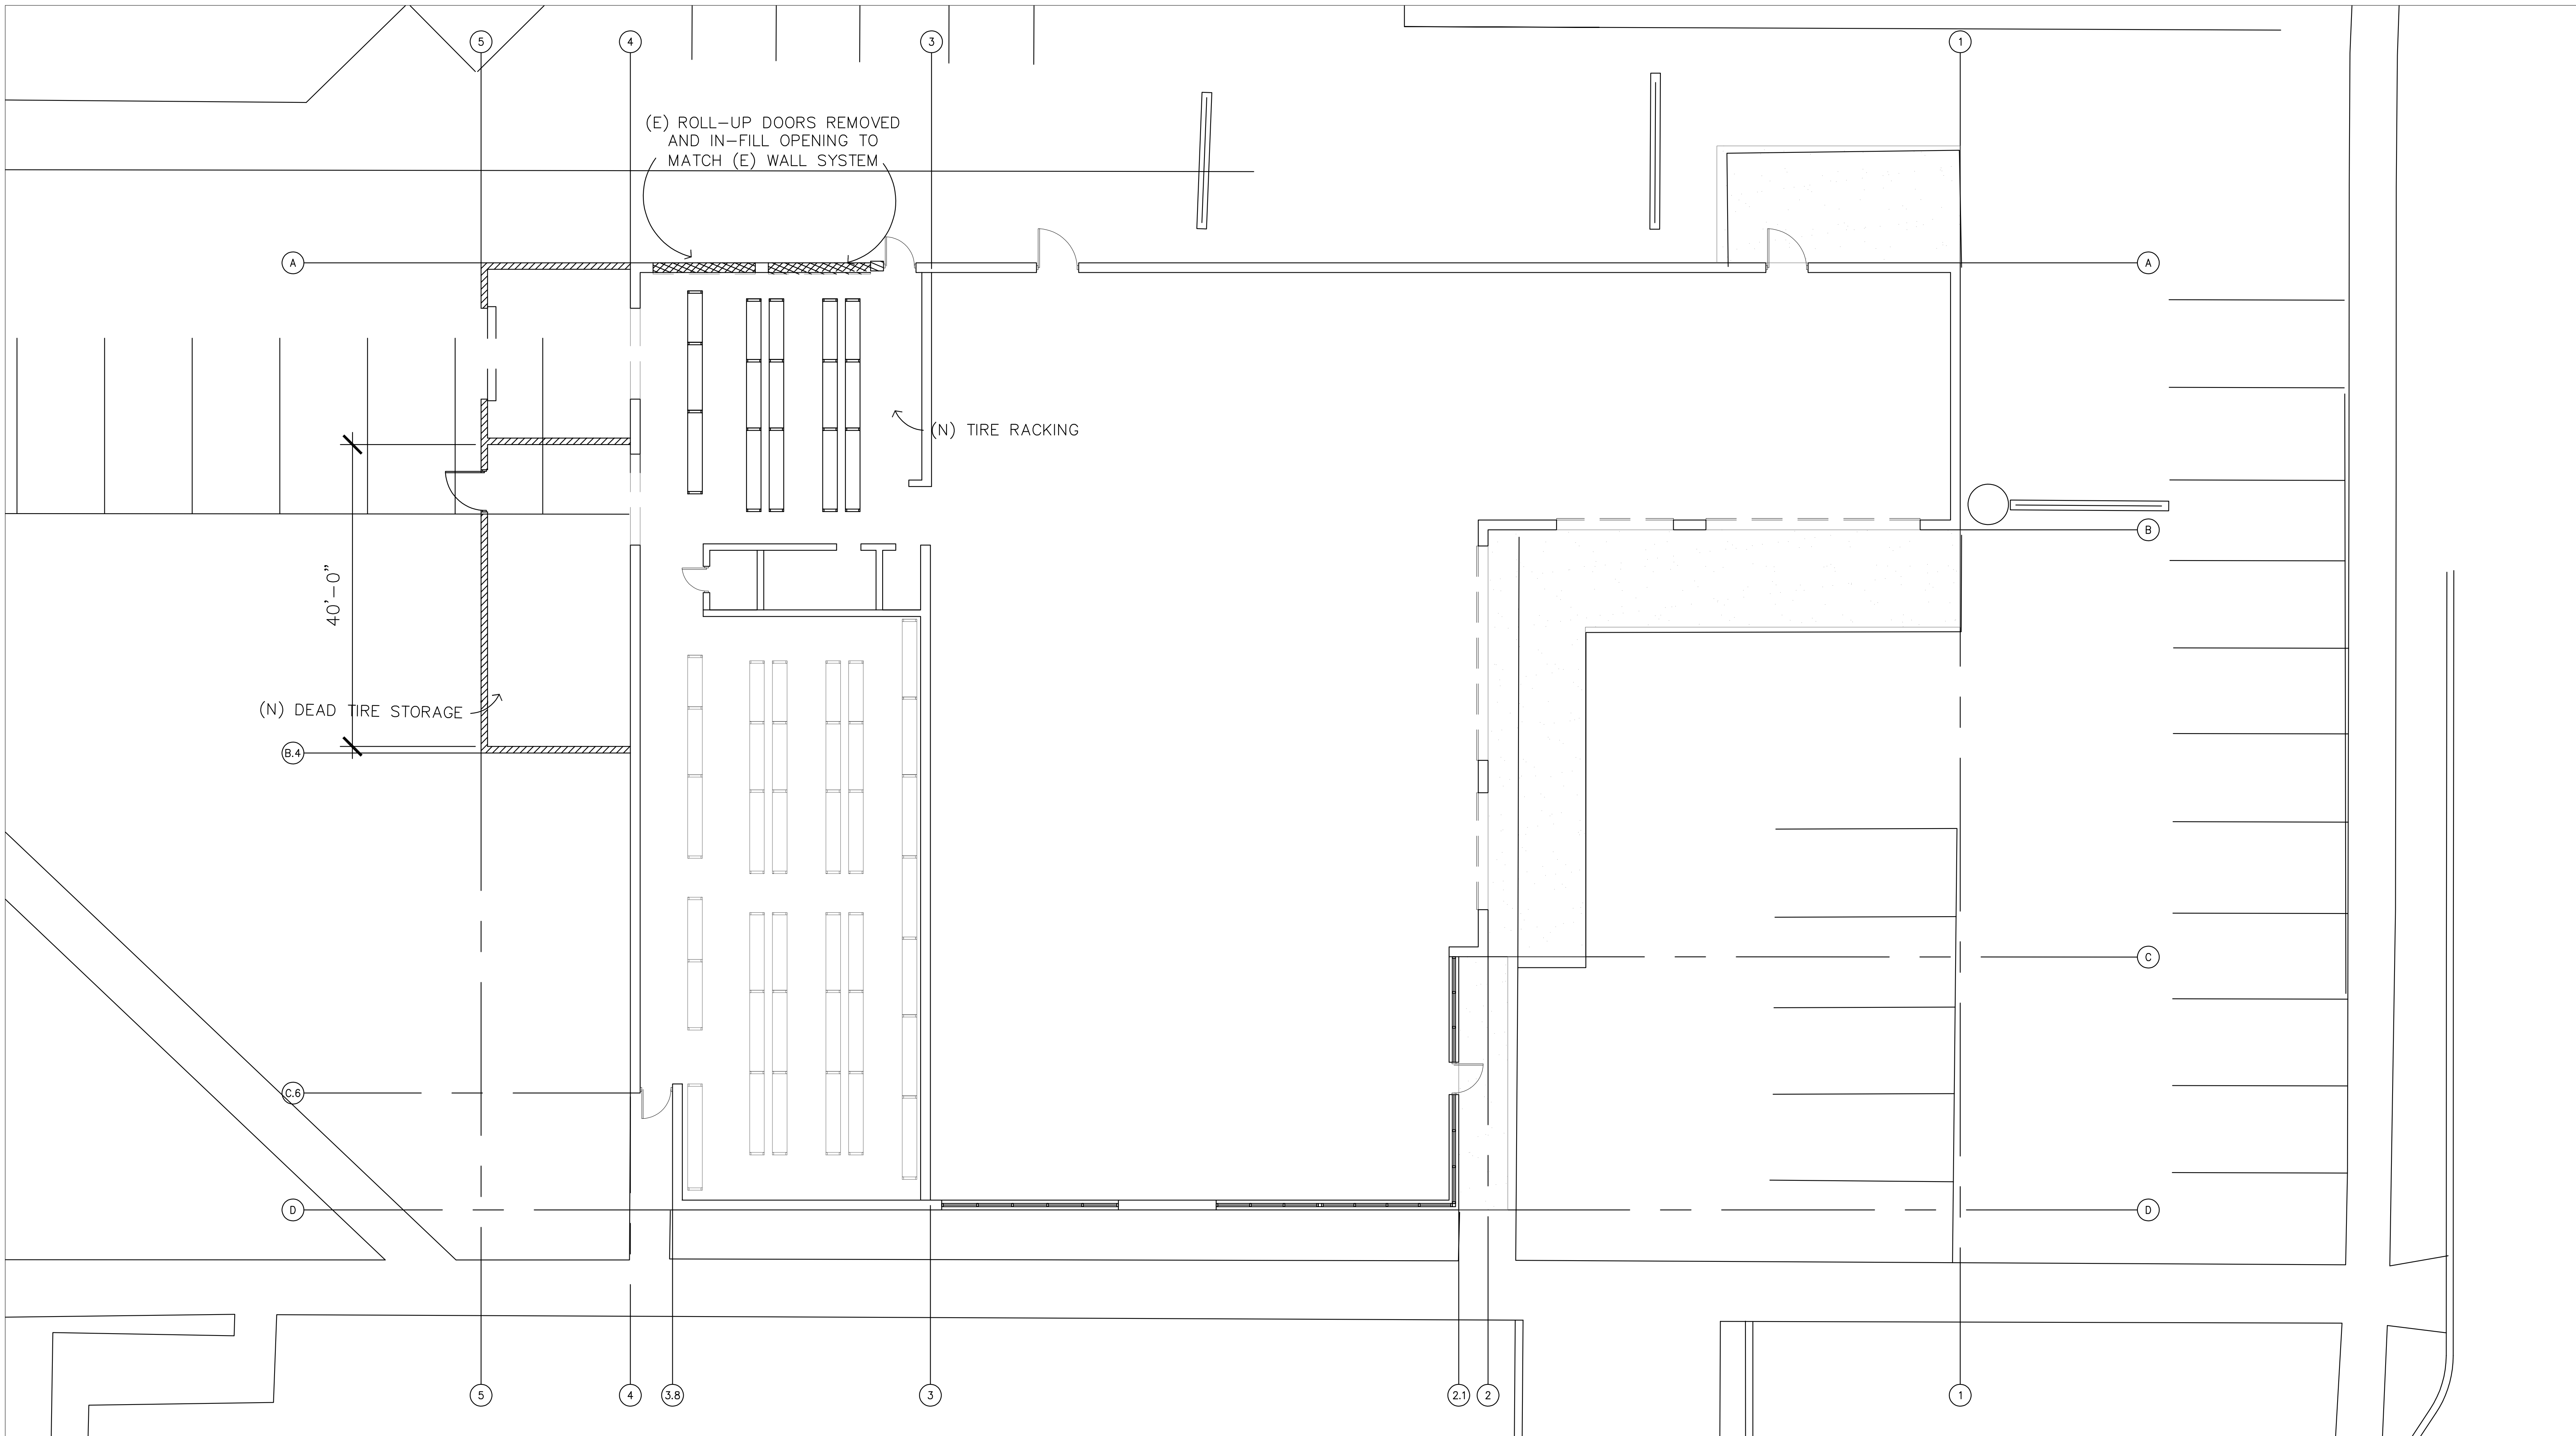 5
4
3
1
(E) ROLL-UP DOORS REMOVED
AND IN-FILL OPENING TO
MATCH (E) WALL SYSTEM
A
A
(N) TIRE RACKING
B
40'-0"
(N) DEAD TIRE STORAGE
B.4
C
C.6
D
D
5
4
3.8
3
2.1
2
1